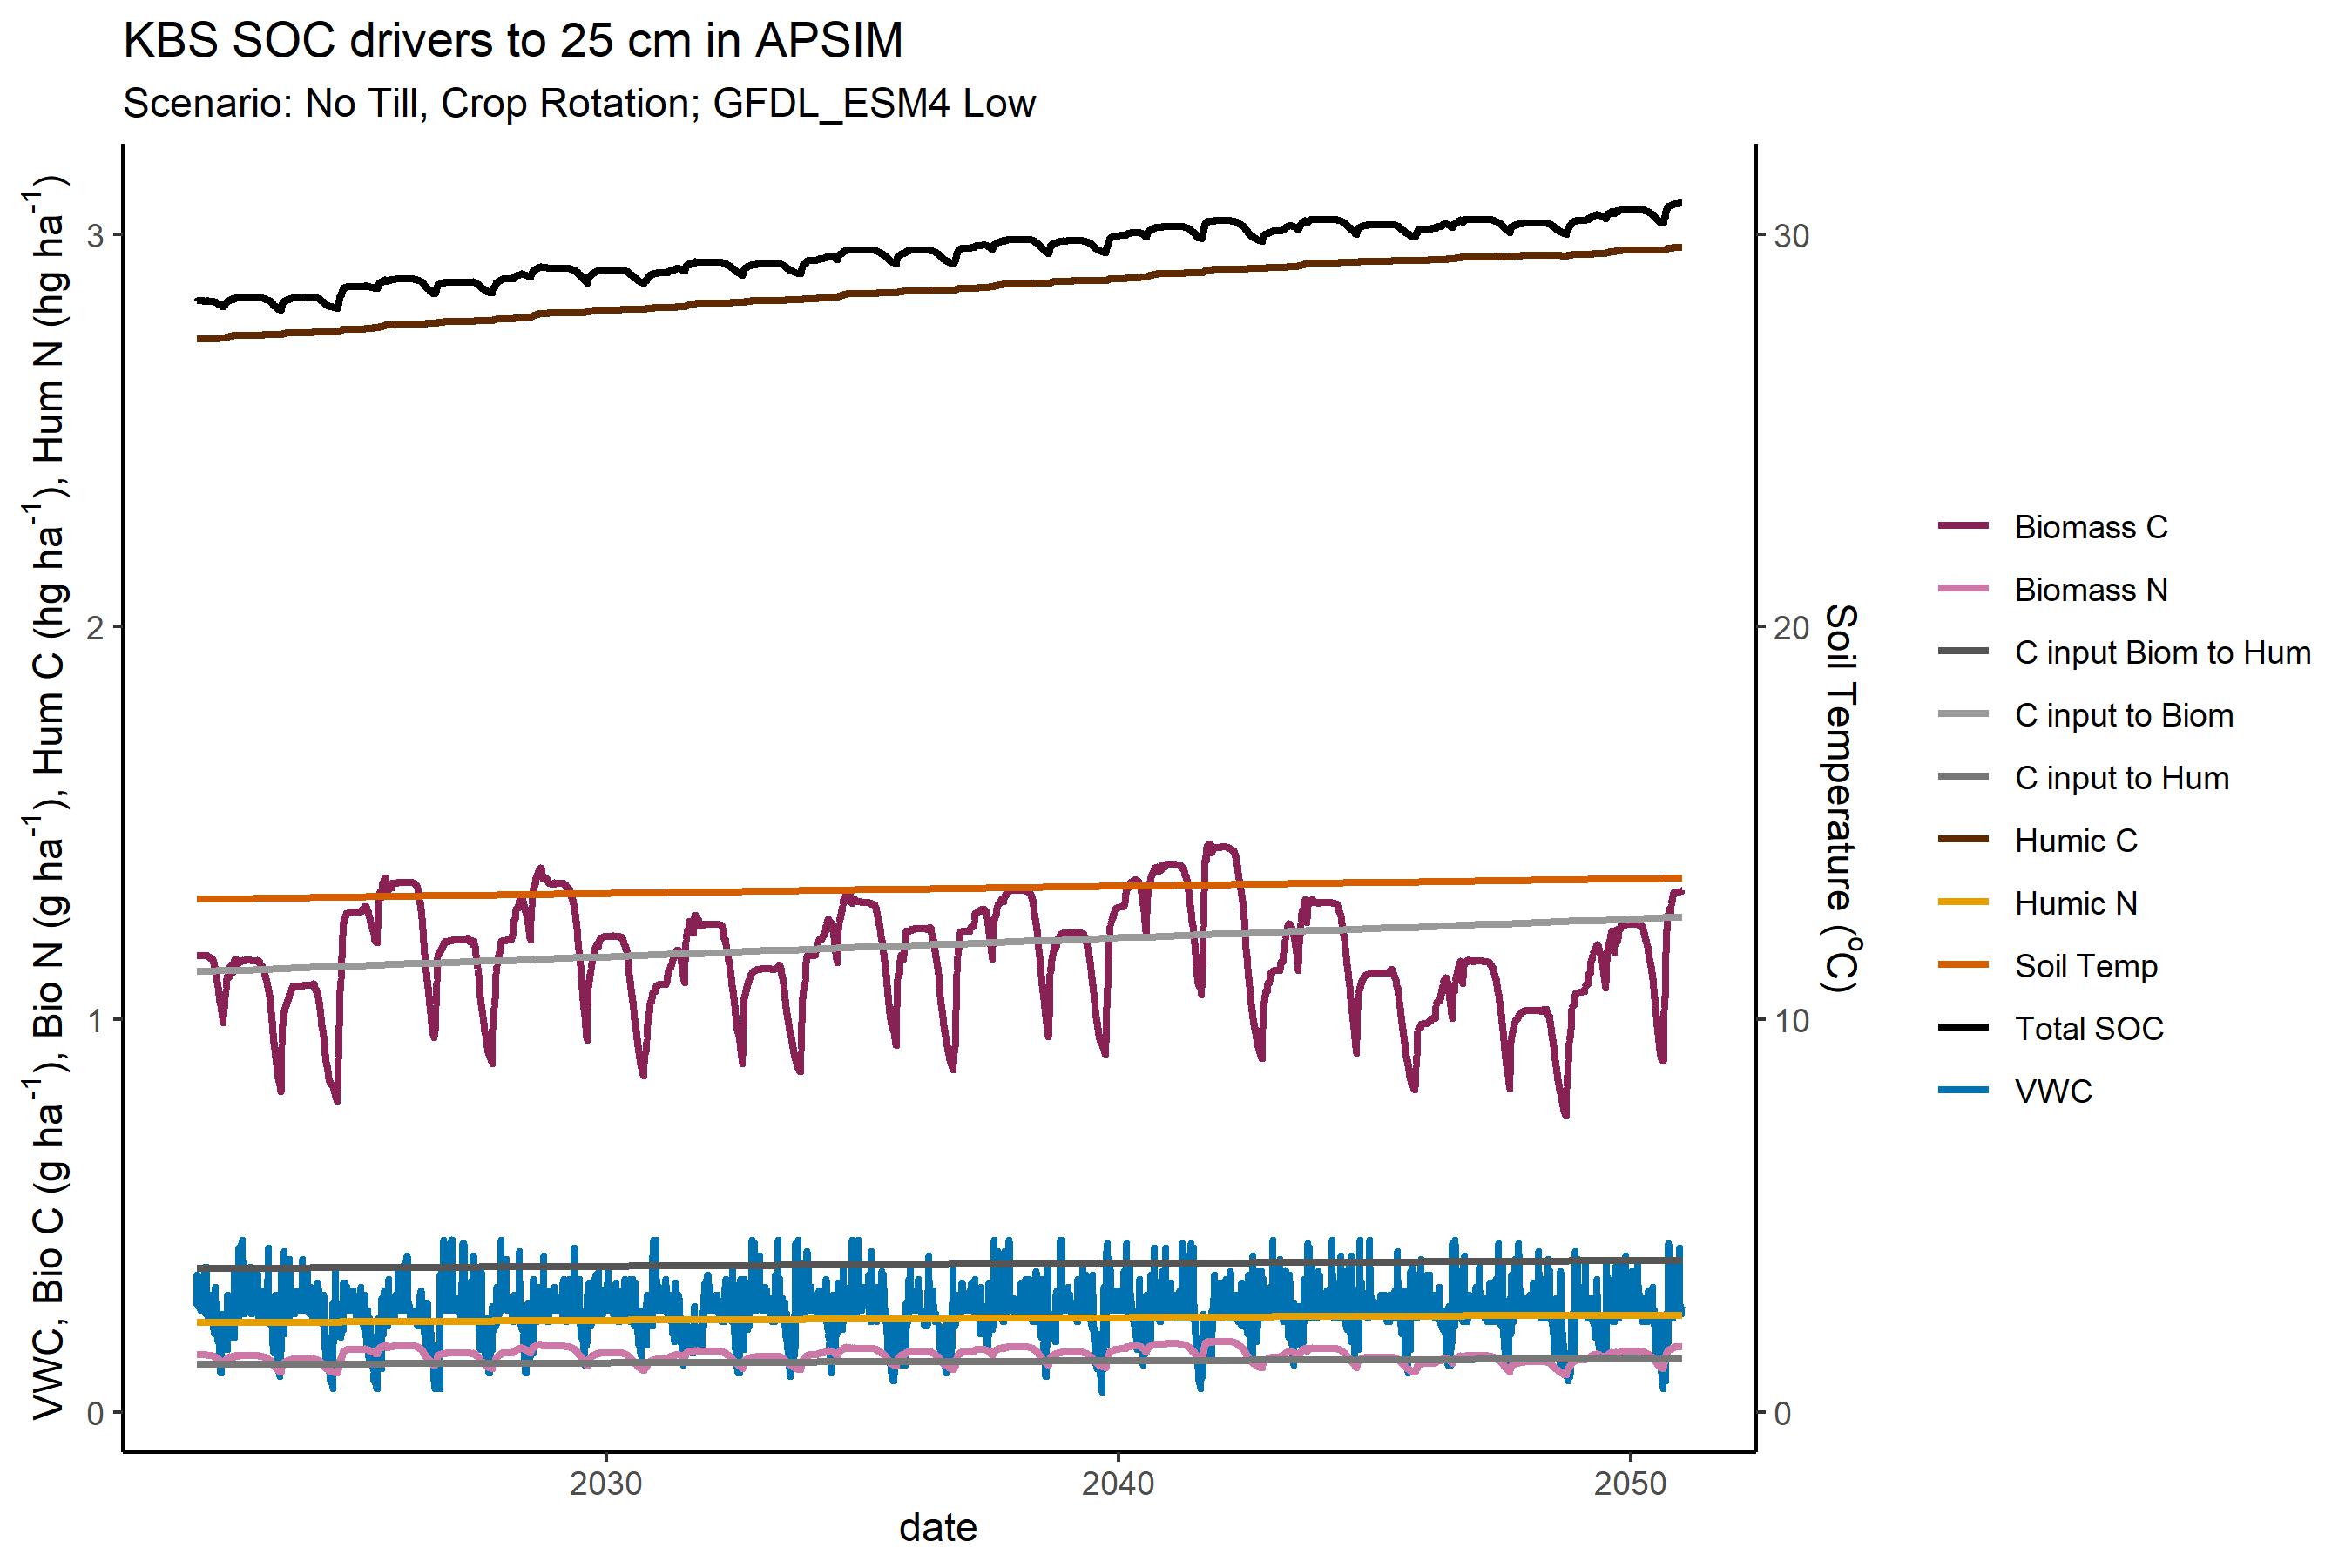 KBS SOC drivers to 25 cm in APSIM
Scenario: No Till, Crop Rotation; GFDL_ESM4 Low
VWC, Bio C (g ha⁻¹), Bio N (g ha⁻¹), Hum C (hg ha⁻¹), Hum N (hg ha⁻¹)
3
2
1
0
30
20
10
0
Soil Temperature (°C)
2030
2040
2050
date
Biomass C
Biomass N
C input Biom to Hum
C input to Biom
C input to Hum
Humic C
Humic N
Soil Temp
Total SOC
VWC